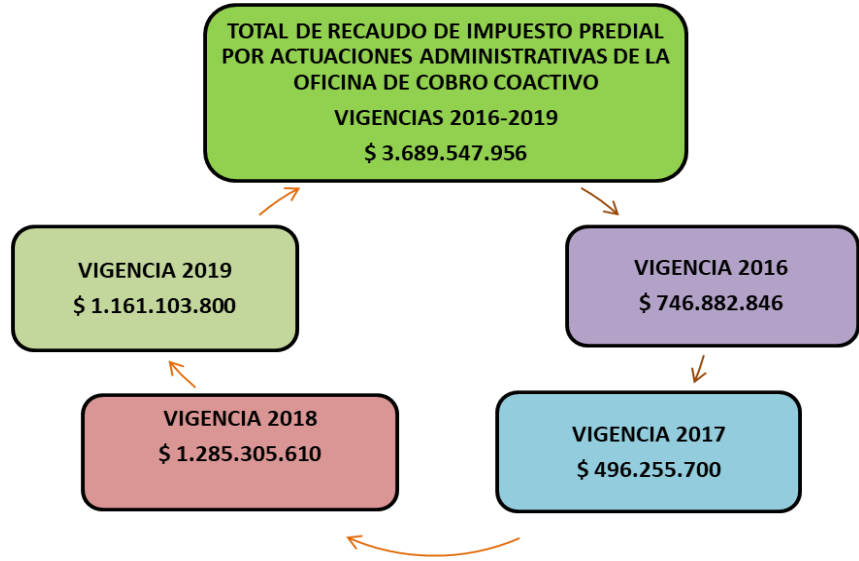 TOTAL DE RECAUDO DE IMPUESTO PREDIAL
POR ACTUACIONES ADMINISTRATIVAS DE LA
OFICINA DE COBRO COACTIVO
VIGENCIAS 2016-2019
$ 3.689.547.956
VIGENCIA 2016
$ 746.882.846
VIGENCIA 2017
$ 496.255.700
VIGENCIA 2018
$ 1.285.305.610
VIGENCIA 2019
$ 1.161.103.800